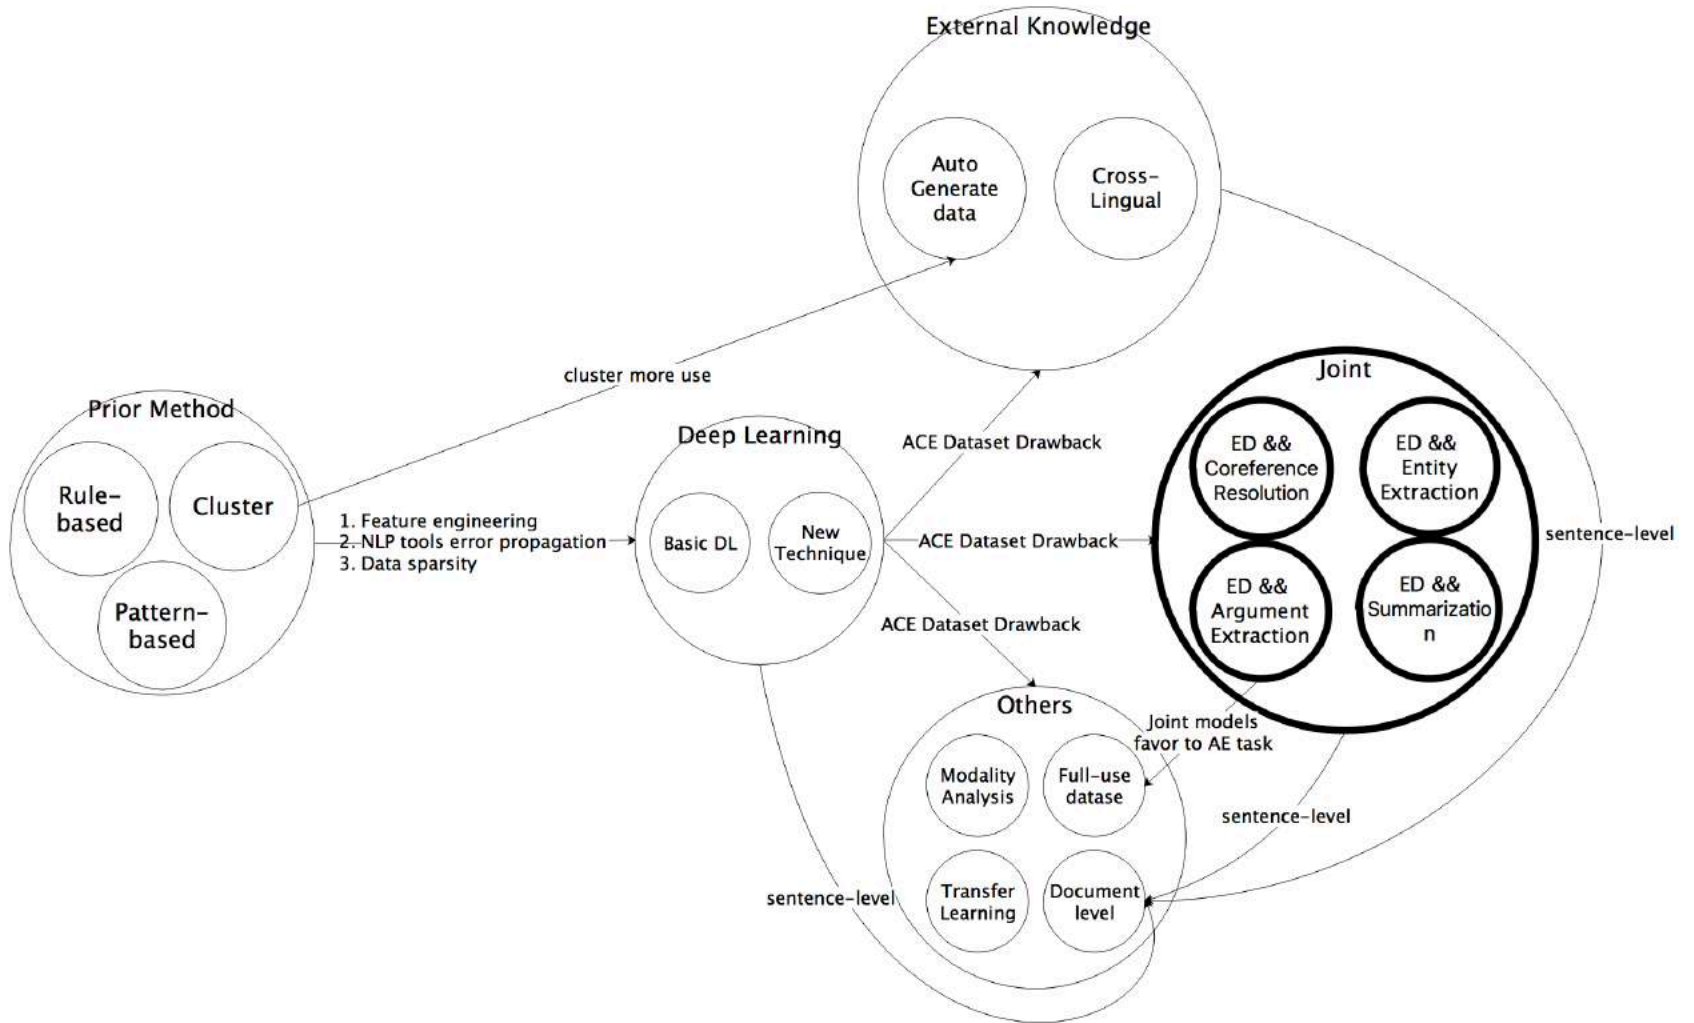 External Knowledge
Auto
Generate
data
Cross-
Lingual
cluster more use
Prior Method
Rule-
based
Cluster
Pattern-
based
1. Feature engineering
2. NLP tools error propagation
3. Data sparsity
Deep Learning
Basic DL
New
Technique
ACE Dataset Drawback
ACE Dataset Drawback
ACE Dataset Drawback
Joint
ED &&
Coreference
Resolution
ED &&
Entity
Extraction
ED &&
Argument
Extraction
ED &&
Summarizatio
n
sentence-level
Others
Joint models
favor to AE task
Modality
Analysis
Full-use
datase
sentence-level
Transfer
Learning
Document
level
sentence-level